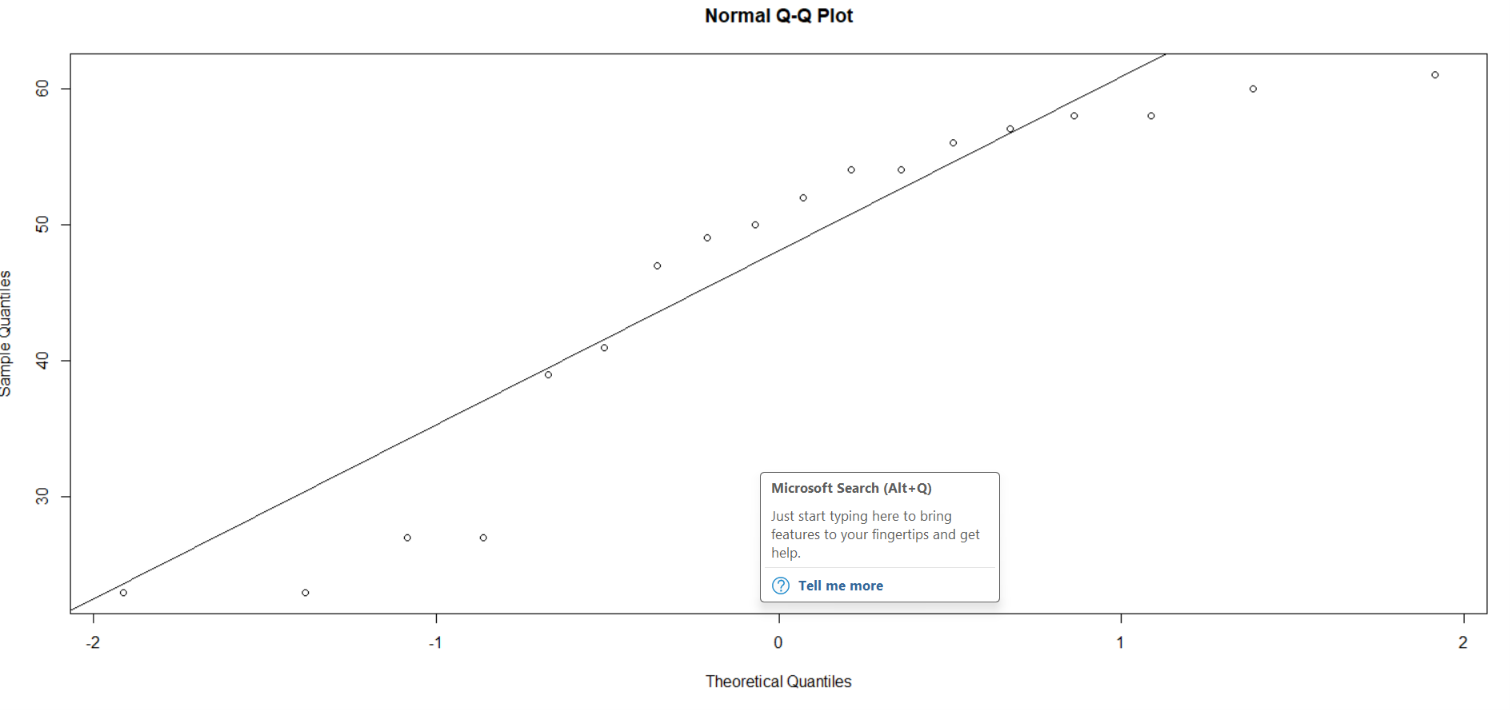 Normal Q-Q Plot
60
50
40
30
Sample Quantiles
Microsoft Search (Alt+Q)
Just start typing here to bring
features to your fingertips and get
help.
Tell me more
-2 -1 0 1 2
Theoretical Quantiles